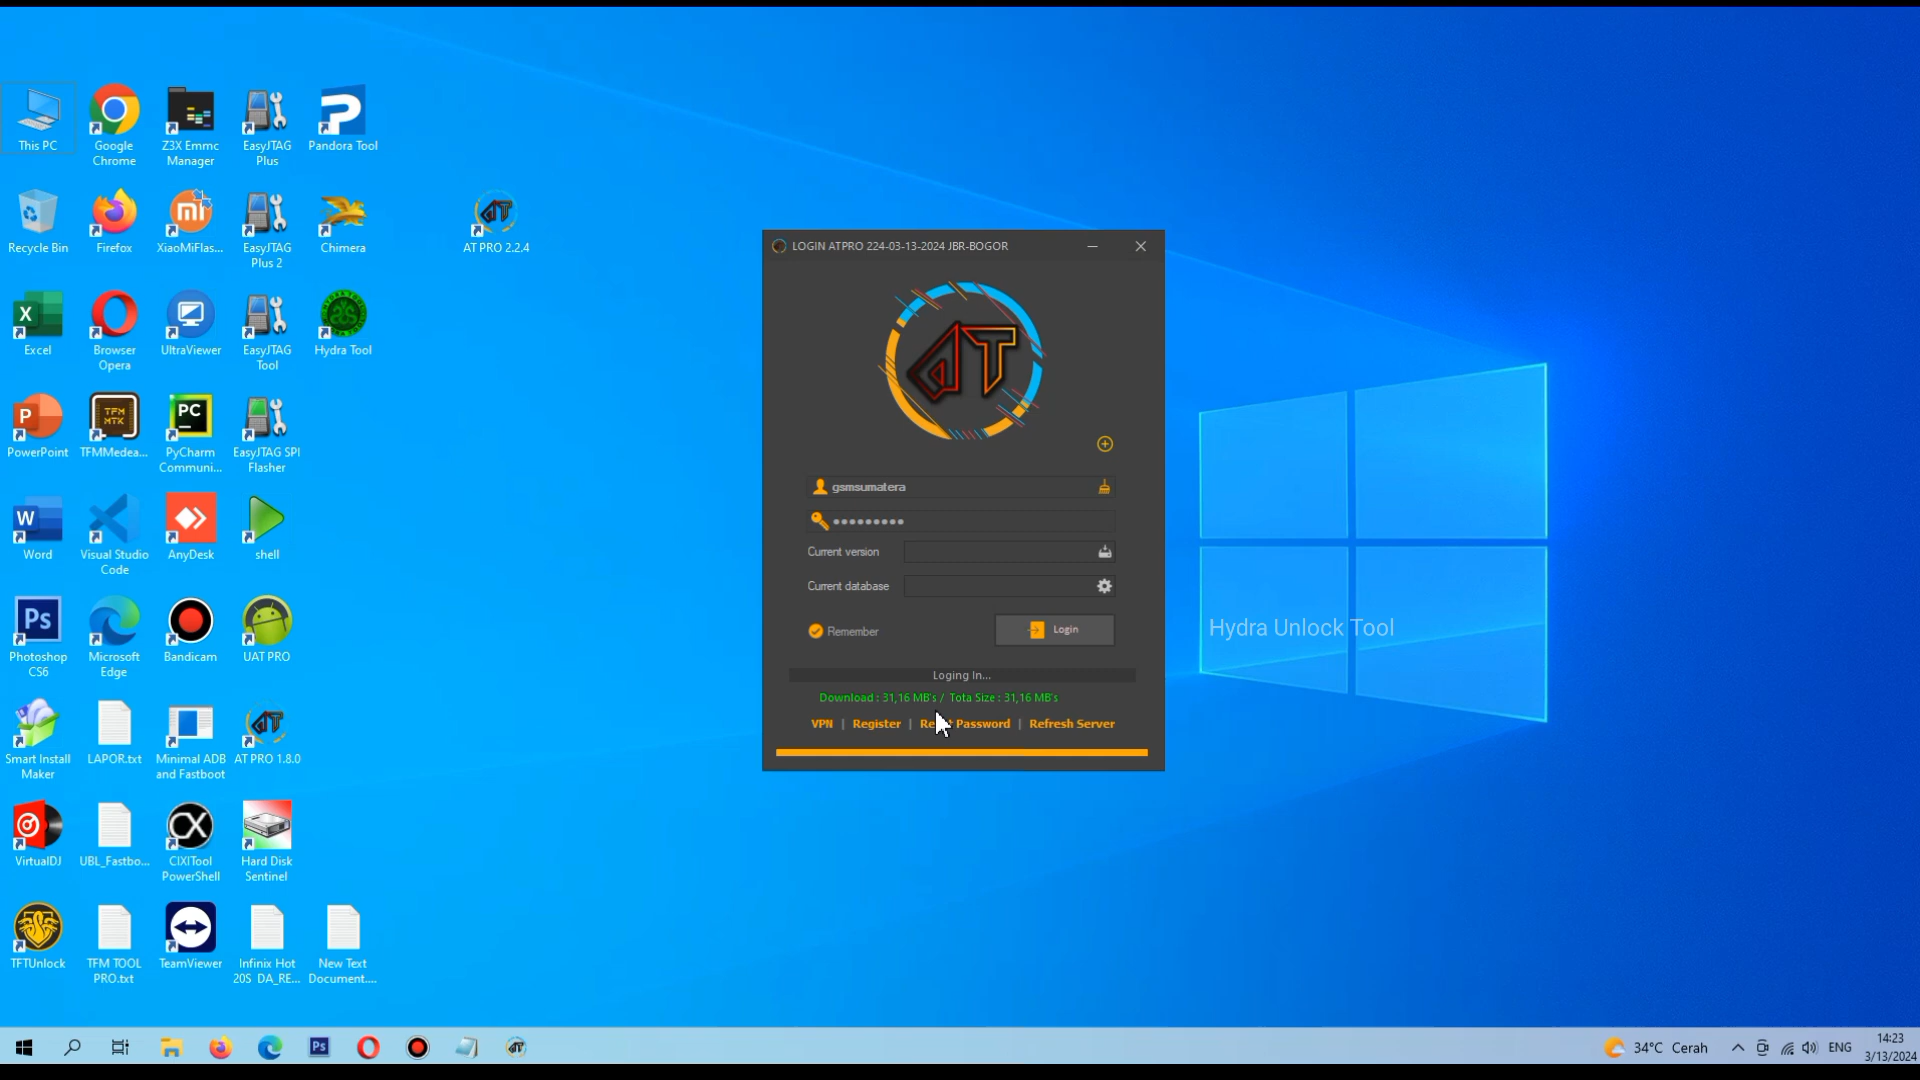 This PC
Google
Chrome
Z3X Emmc
Manager
EasyJTAG
Plus
Pandora Tool
Recycle Bin
Firefox
XiaoMiFlas...
EasyJTAG
Plus 2
Chimera
AT PRO 2.2.4
Excel
Browser
Opera
UltraViewer
EasyJTAG
Tool
Hydra Tool
PowerPoint
TFMMedea...
PyCharm
Communi...
EasyJTAG SPI
Flasher
Word
Visual Studio
Code
AnyDesk
shell
Photoshop
CS6
Microsoft
Edge
Bandicam
UAT PRO
Smart Install
Maker
LAPOR.txt
Minimal ADB
and Fastboot
AT PRO 1.8.0
VirtualDJ
UBL_Fastbo...
CIXITool
PowerShell
Hard Disk
Sentinel
TFTUnlock
TFM TOOL
PRO.txt
TeamViewer
Infinix Hot
20S DA_RE...
New Text
Document....
LOGIN ATPRO 224-03-13-2024 JBR-BOGOR
gsmsumatera
Current version
Current database
Remember
Login
Loging In...
Download : 31,16 MB's / Tota Size : 31,16 MB's
VPN | Register | Password | Refresh Server
Hydra Unlock Tool
34°C Cerah
ENG
14:23
3/13/2024